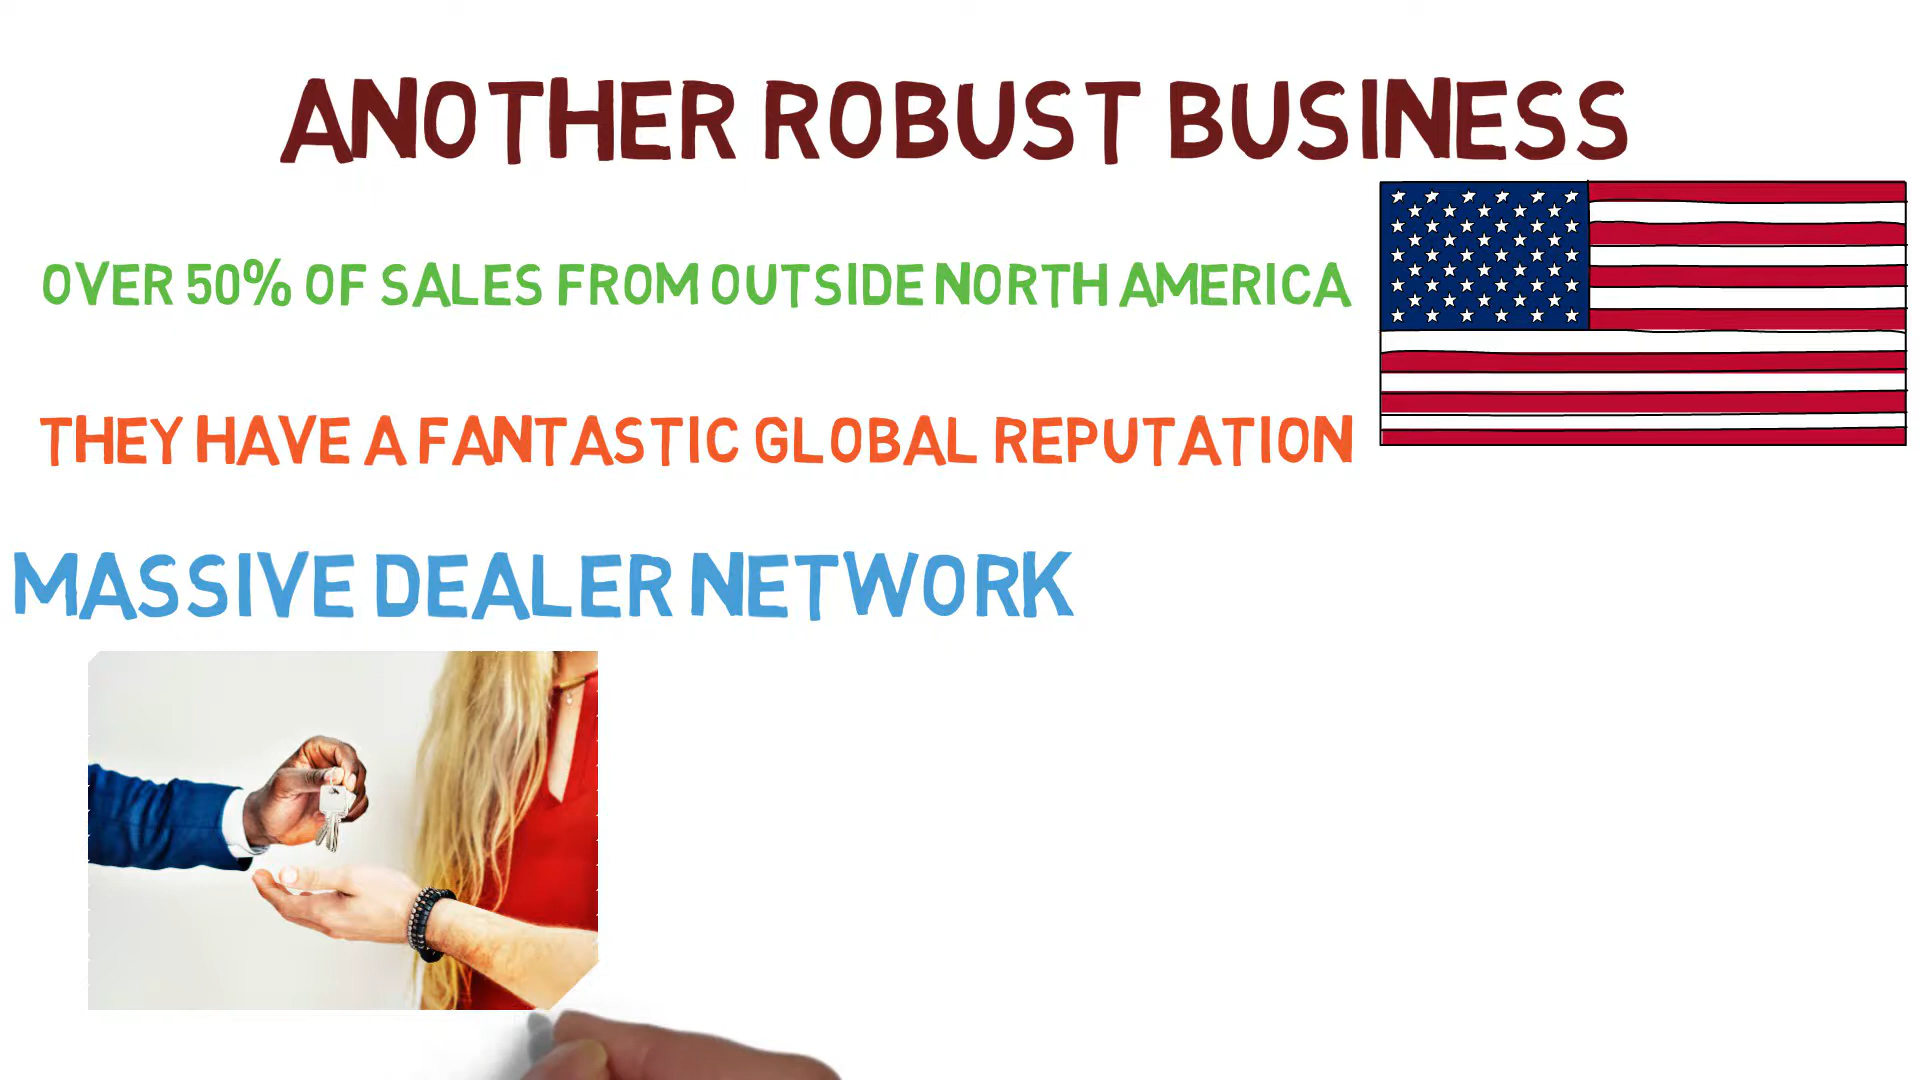 ANOTHER ROBUST BUSINESS
OVER 50% OF SALES FROM OUTSIDE NORTH AMERICA
THEY HAVE A FANTASTIC GLOBAL REPUTATION
MASSIVE DEALER NETWORK